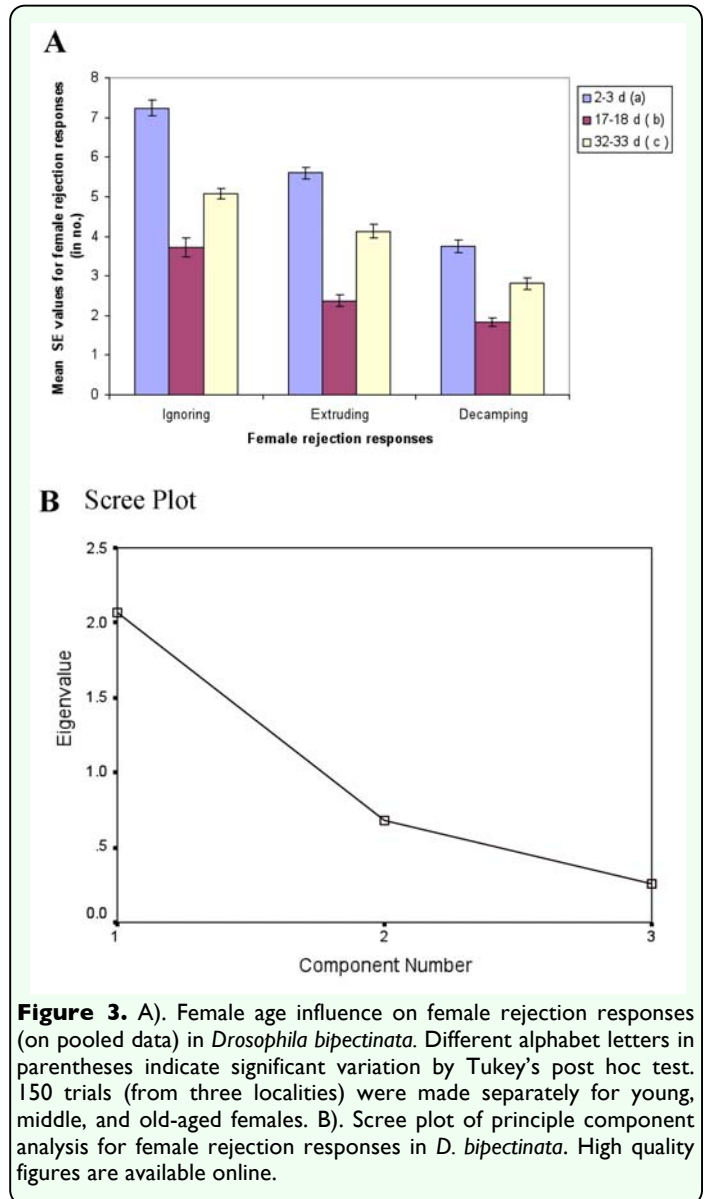 A
8
7
6
5
4
3
2
1
0
Mean SE values for female rejection responses
(in no.)
Ignoring
Extruding
Decamping
Female rejection responses
2-3 d (a)
17-18 d ( b)
32-33 d ( c )
B Scree Plot
2.5
2.0
1.5
1.0
.5
0.0
Eigenvalue
1
2
3
Component Number
Figure 3. A). Female age influence on female rejection responses
(on pooled data) in Drosophila bipectinata. Different alphabet letters in
parentheses indicate significant variation by Tukey's post hoc test.
150 trials (from three localities) were made separately for young,
middle, and old-aged females. B). Scree plot of principle component
analysis for female rejection responses in D. bipectinata. High quality
figures are available online.